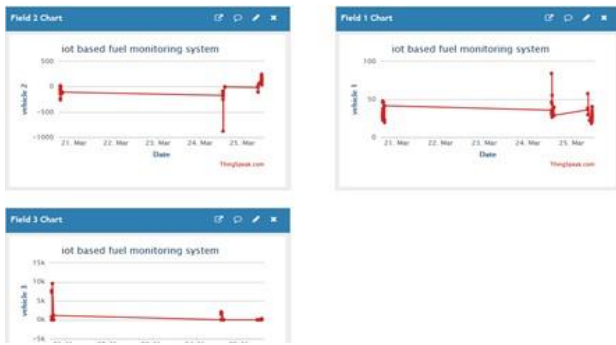 Field 2 Chart
iot based fuel monitoring system
500
0
-500
-1000
vehicle 2
21. Mar 22. Mar 23. Mar 24. Mar 25. Mar
Date
ThingSpeak.com
Field 1 Chart
iot based fuel monitoring system
100
50
0
vehicle 1
21. Mar 22. Mar 23. Mar 24. Mar 25. Mar
Date
ThingSpeak.com
Field 3 Chart
iot based fuel monitoring system
15k
10k
5k
0k
-5k
vehicle 3